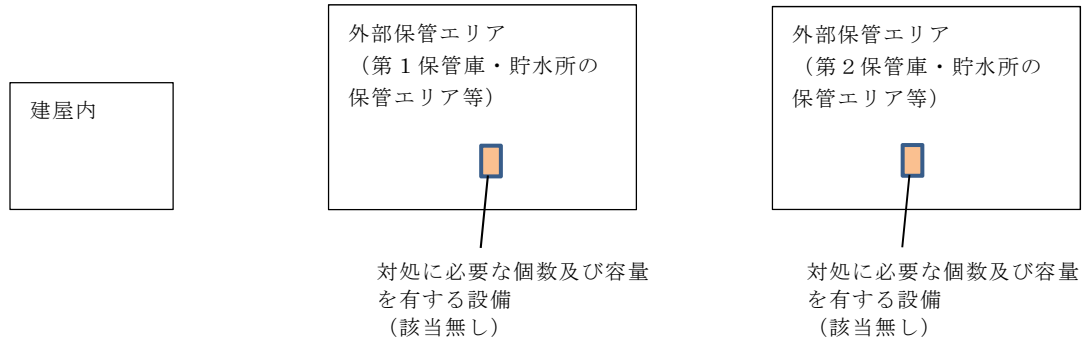 建屋内
外部保管エリア
（第１保管庫・貯水所の
保管エリア等）
対処に必要な個数及び容量
を有する設備
（該当無し）
外部保管エリア
（第２保管庫・貯水所の
保管エリア等）
対処に必要な個数及び容量
を有する設備
（該当無し）